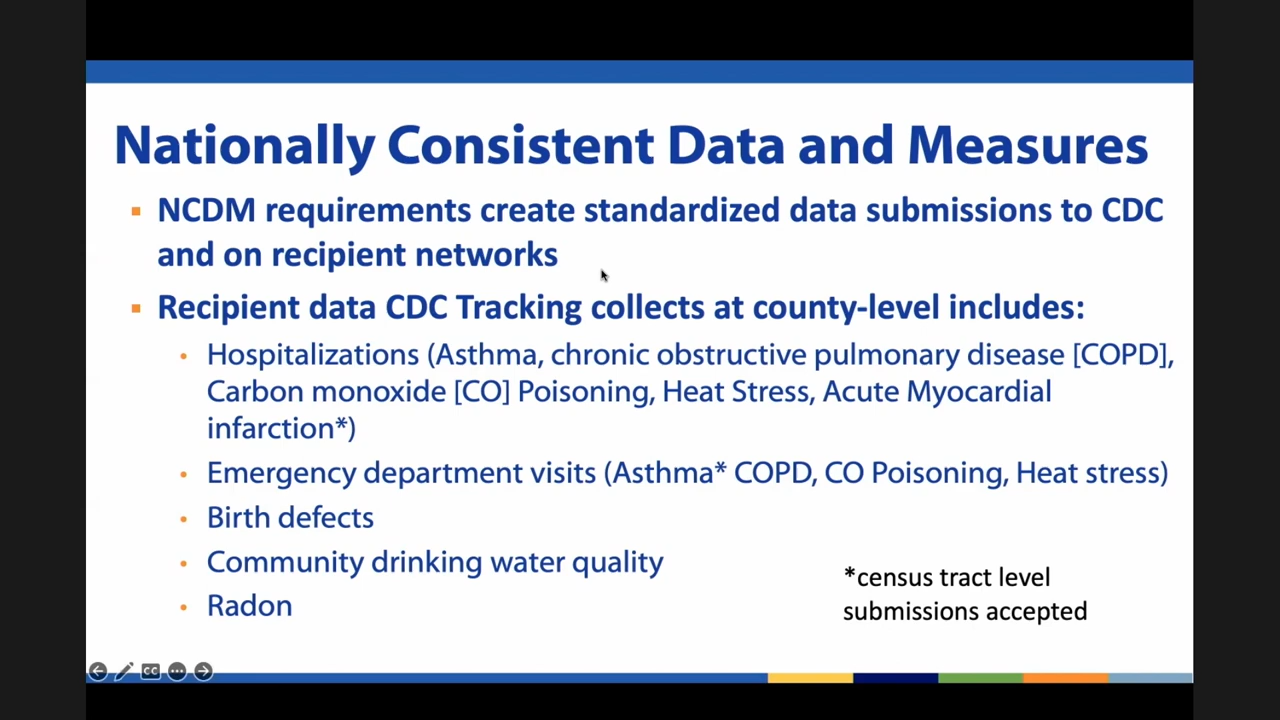 Nationally Consistent Data and Measures
NCDM requirements create standardized data submissions to CDC
and on recipient networks
Recipient data CDC Tracking collects at county-level includes:
Hospitalizations (Asthma, chronic obstructive pulmonary disease [COPD],
Carbon monoxide [CO] Poisoning, Heat Stress, Acute Myocardial
infarction*)
Emergency department visits (Asthma* COPD, CO Poisoning, Heat stress)
Birth defects
Community drinking water quality
Radon
*census tract level
submissions accepted
CC